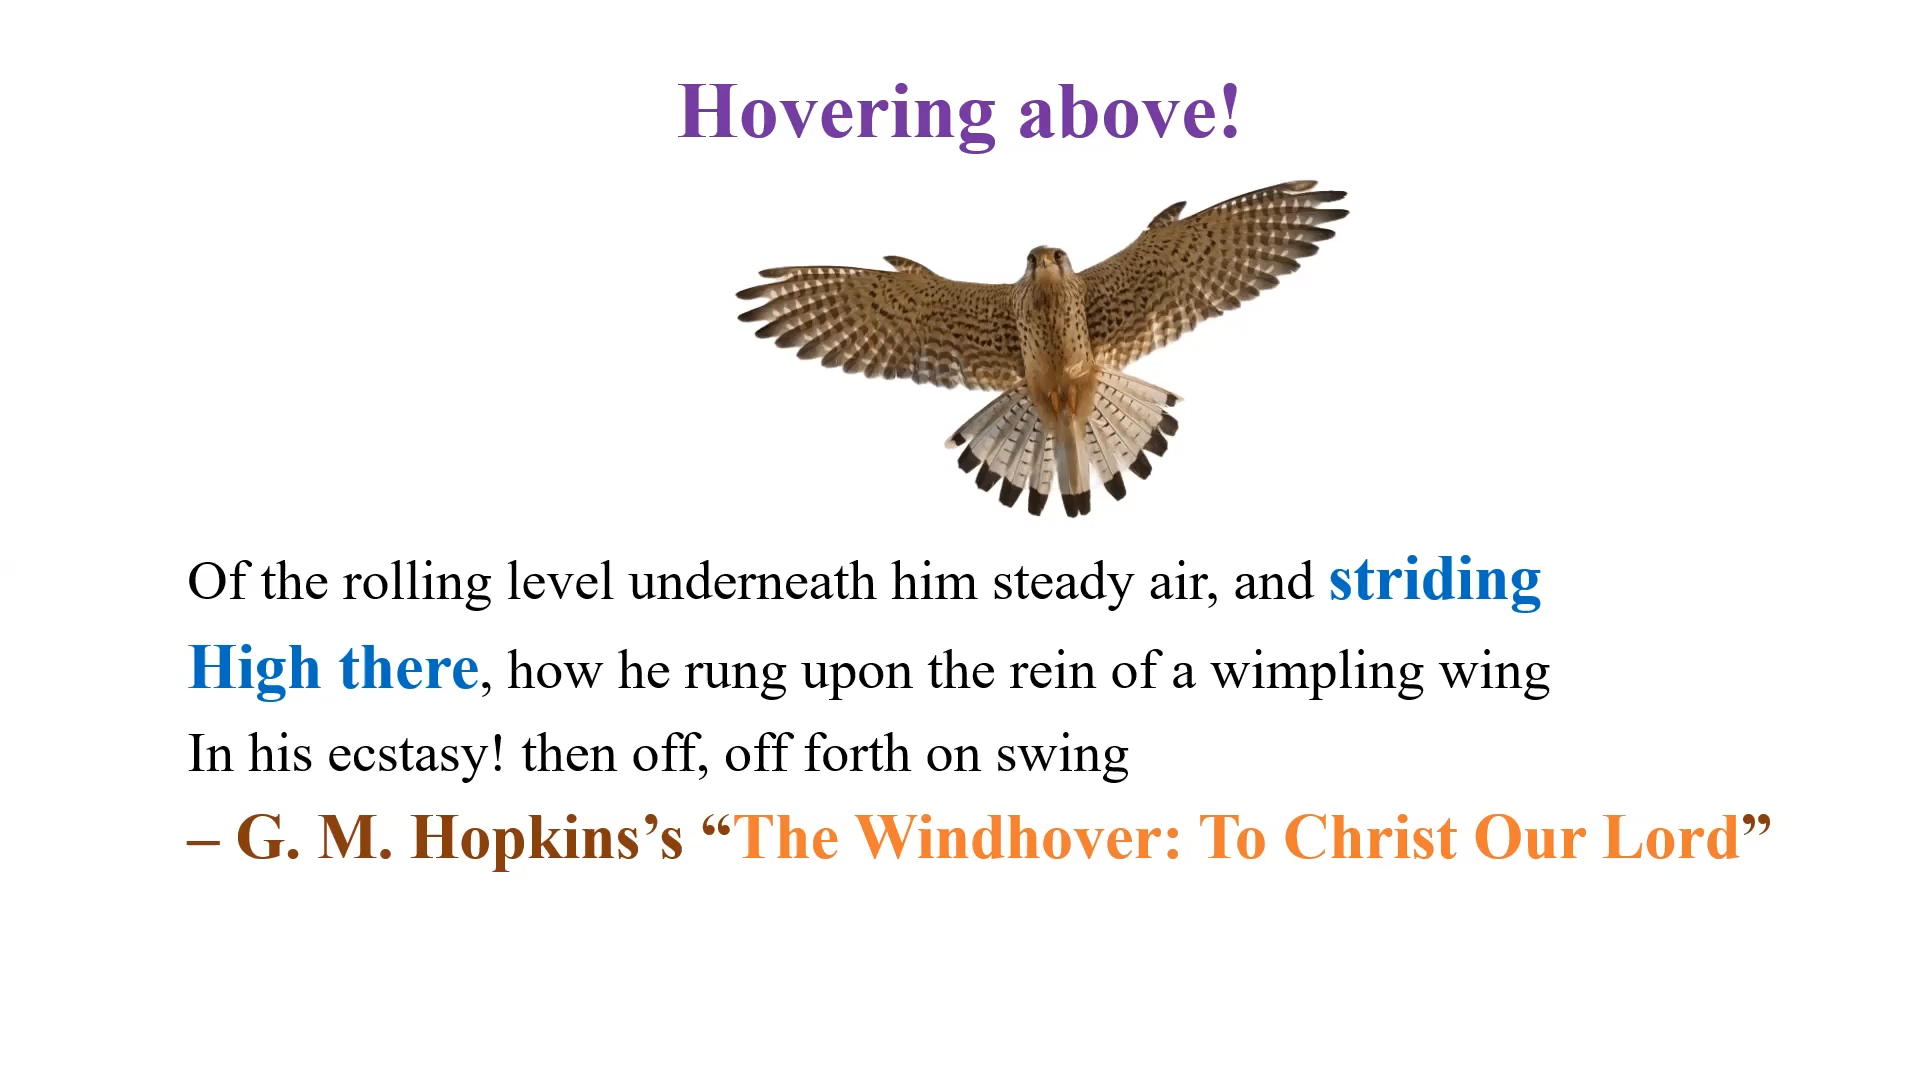 Hovering above!
Of the rolling level underneath him steady air, and striding
High there, how he rung upon the rein of a wimpling wing
In his ecstasy! then off, off forth on swing
– G. M. Hopkins’s “The Windhover: To Christ Our Lord”